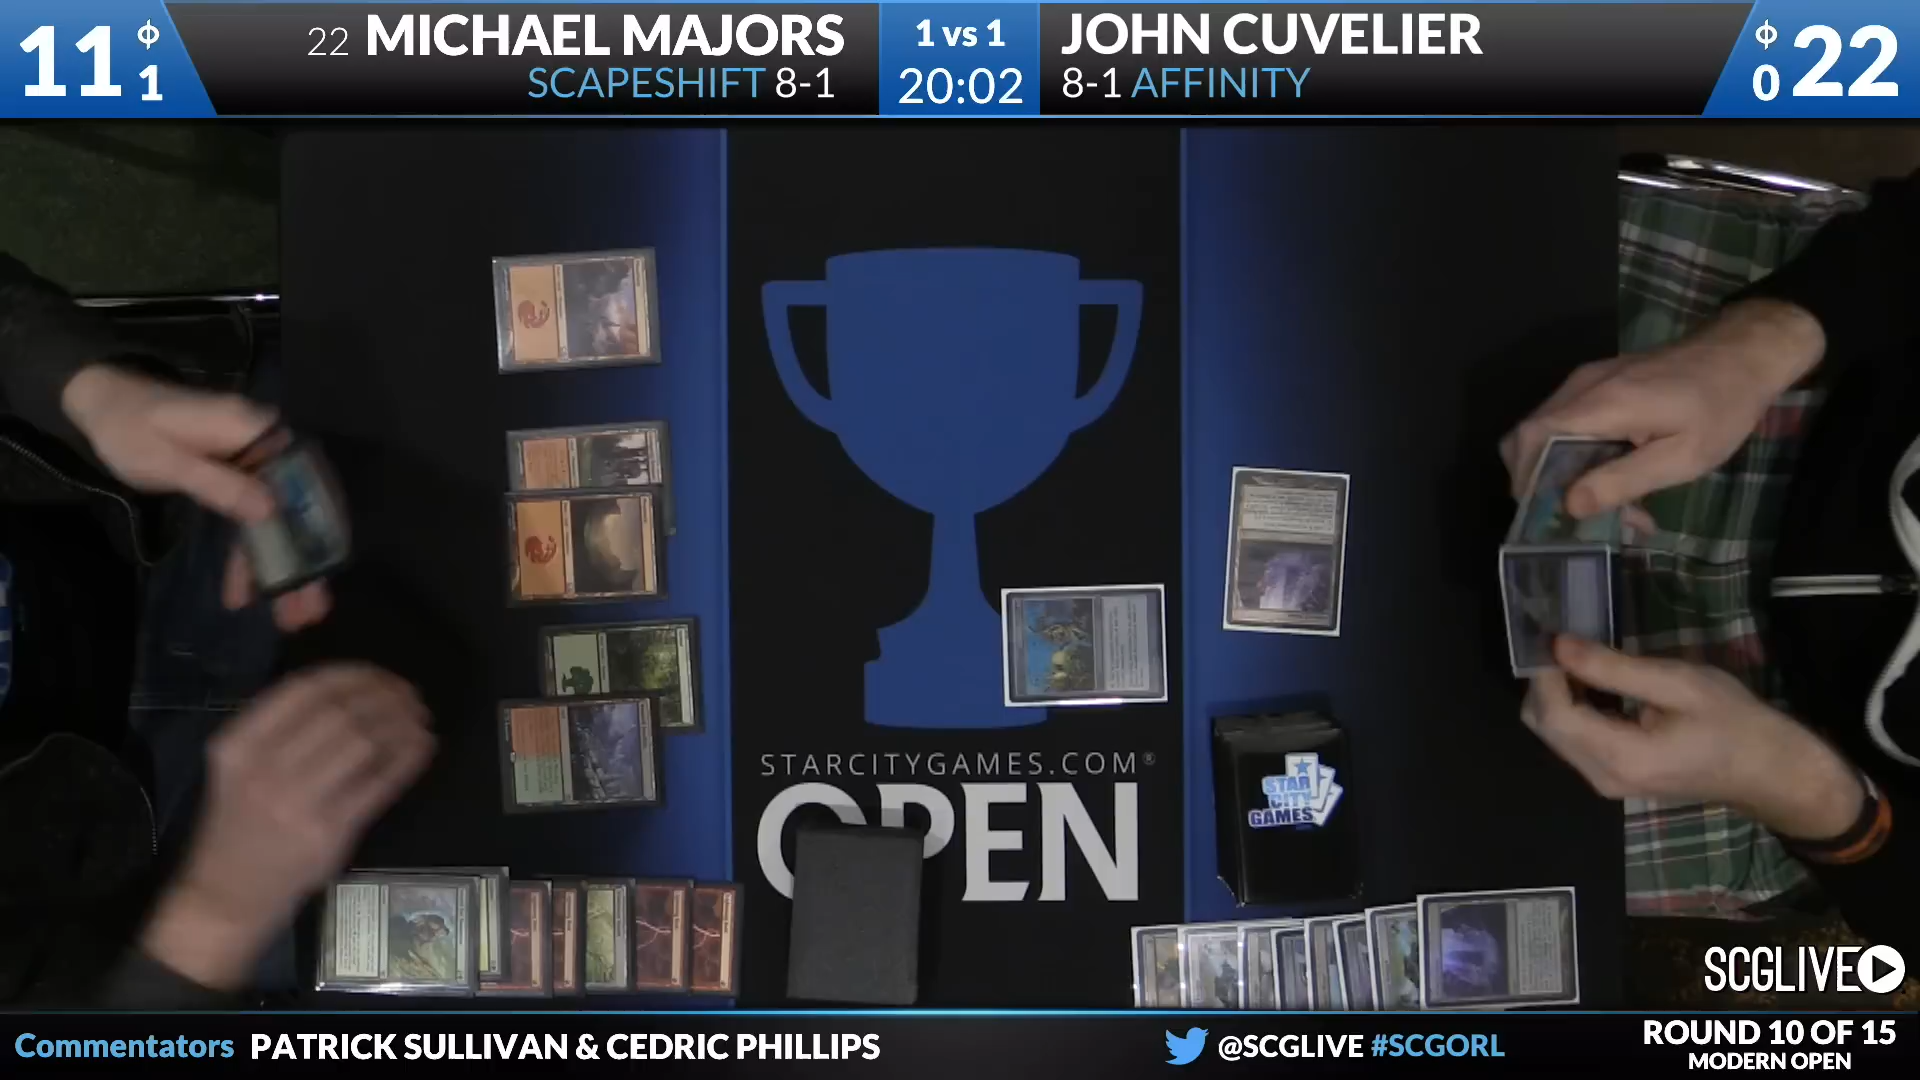 11 ϕ 1
22 MICHAEL MAJORS
SCAPESHIFT 8-1
1 vs 1
20:02
JOHN CUVELIER
8-1 AFFINITY
ϕ 0 22
STARCITYGAMES.COM®
OPEN
STAR
CITY
GAMES
SCGLIVE
Commentators PATRICK SULLIVAN & CEDRIC PHILLIPS
@SCGLIVE #SCGORL
ROUND 10 OF 15
MODERN OPEN